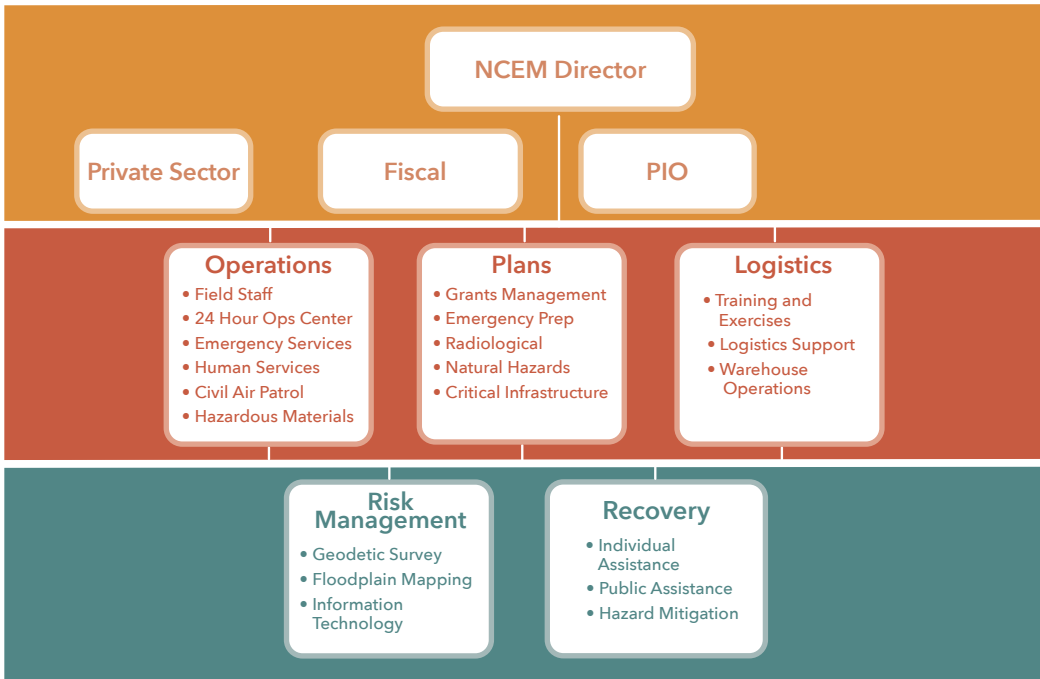 NCEM Director
Private Sector
Fiscal
PIO
Operations
• Field Staff
• 24 Hour Ops Center
• Emergency Services
• Human Services
• Civil Air Patrol
• Hazardous Materials
Plans
• Grants Management
• Emergency Prep
• Radiological
• Natural Hazards
• Critical Infrastructure
Logistics
• Training and
Exercises
• Logistics Support
• Warehouse
Operations
Risk
Management
• Geodetic Survey
• Floodplain Mapping
• Information
Technology
Recovery
• Individual
Assistance
• Public Assistance
• Hazard Mitigation